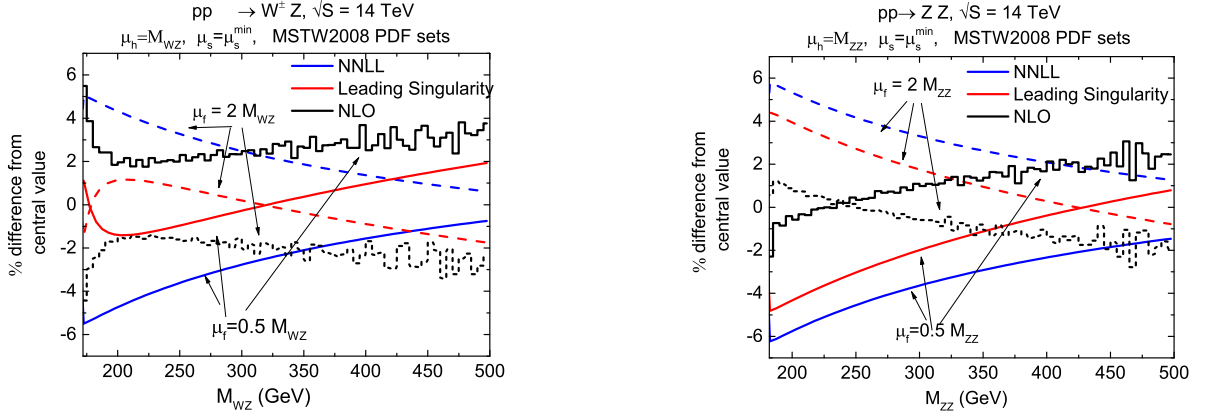 pp → W± Z, √S = 14 TeV
μh=MWZ, μs=μs^min, MSTW2008 PDF sets
6
4
2
0
-2
-4
-6
% difference from
central value
NNLL
Leading Singularity
NLO
μf = 2 MWZ
μf=0.5 MWZ
200 250 300 350 400 450 500
MWZ (GeV)
pp→ Z Z, √S = 14 TeV
μh=MZZ, μs=μs^min, MSTW2008 PDF sets
6
4
2
0
-2
-4
-6
% difference from
central value
NNLL
Leading Singularity
NLO
μf = 2 MZZ
μf=0.5 MZZ
200 250 300 350 400 450 500
MZZ (GeV)